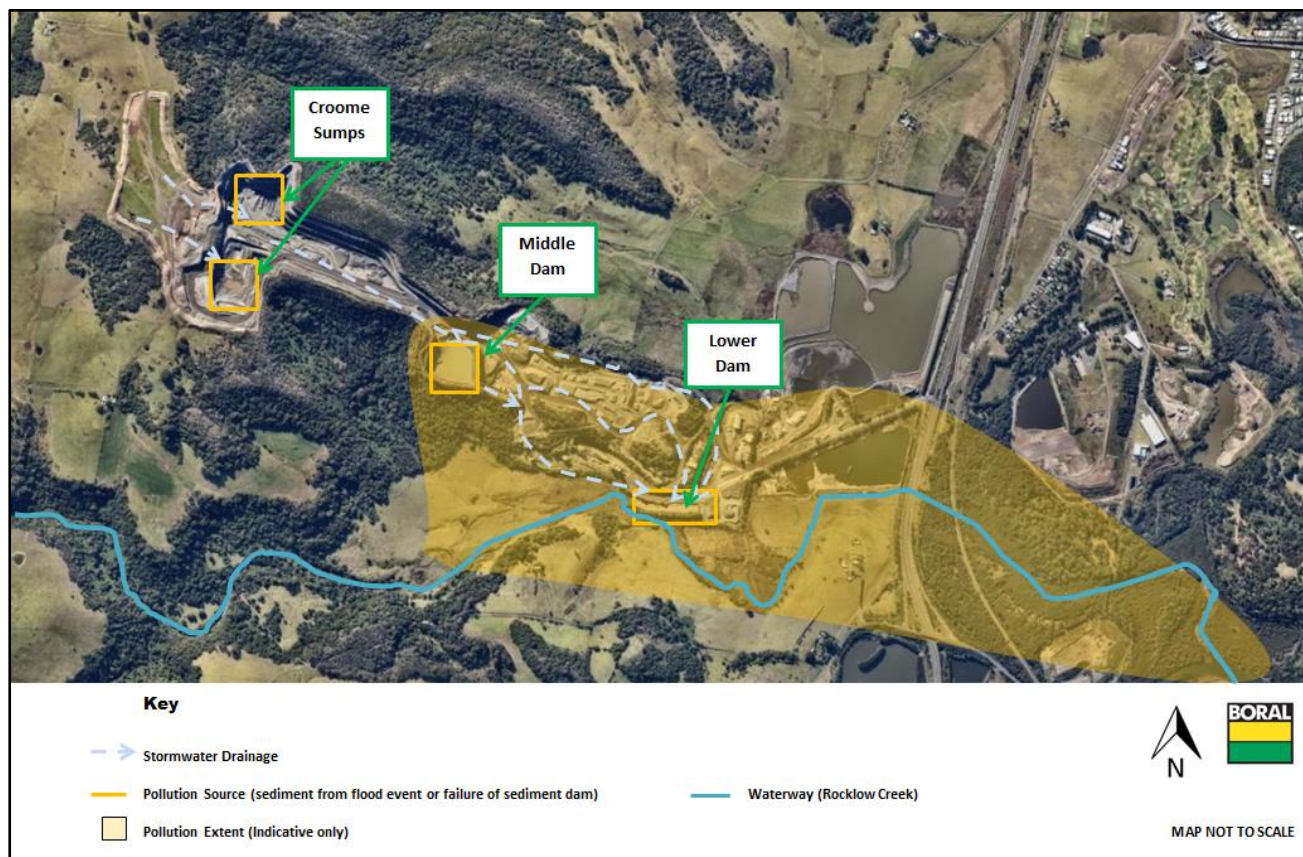 Croome
Sumps
Middle
Dam
Lower
Dam
Key
Stormwater Drainage
Pollution Source (sediment from flood event or failure of sediment dam)
Waterway (Rocklow Creek)
Pollution Extent (Indicative only)
N
BORAL
MAP NOT TO SCALE